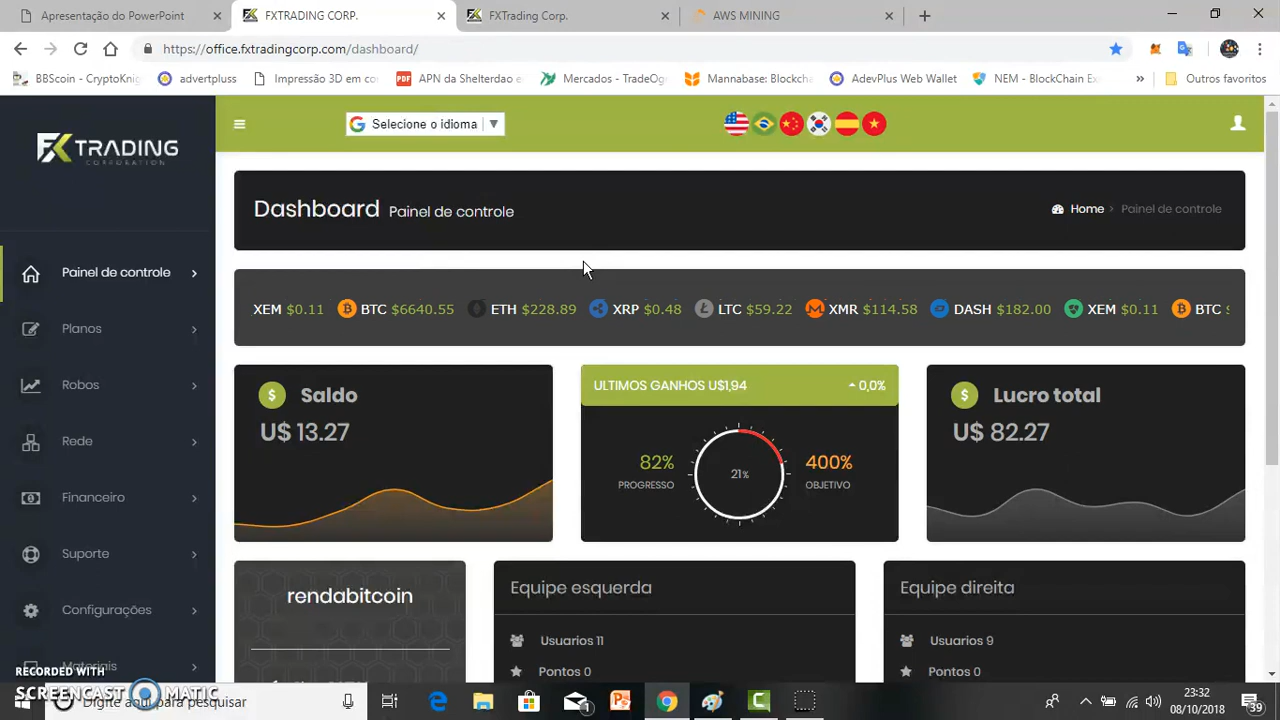 Apresentação do PowerPoint
FXTRADING CORP.
FXTrading Corp.
AWS MINING
https://office.fxtradingcorp.com/dashboard/
BBScoin - CryptoKni
advertpluss
Impressão 3D em co
APN da Shelterdao e
Mercados - TradeOg
Mannabase: Blockcha
AdevPlus Web Wallet
NEM - BlockChain Ex
»
Outros favoritos
FX TRADING
CORPORATION
Selecione o idioma
Dashboard Painel de controle
Home > Painel de controle
Painel de controle
Planos
Robos
Rede
Financeiro
Suporte
Configurações
Materiais
XEM $0.11 BTC $6640.55 ETH $228.89 XRP $0.48 LTC $59.22 XMR $114.58 DASH $182.00 XEM $0.11 BTC
Saldo
U$ 13.27
ULTIMOS GANHOS U$1,94
0,0%
82%
PROGRESSO
21%
400%
OBJETIVO
Lucro total
U$ 82.27
rendabitcoin
Equipe esquerda
Usuarios 11
Pontos 0
Equipe direita
Usuarios 9
Pontos 0
RECORDED WITH
SCREENCAST MATIC
Digite aqui para pesquisar
1
23:32
08/10/2018
39